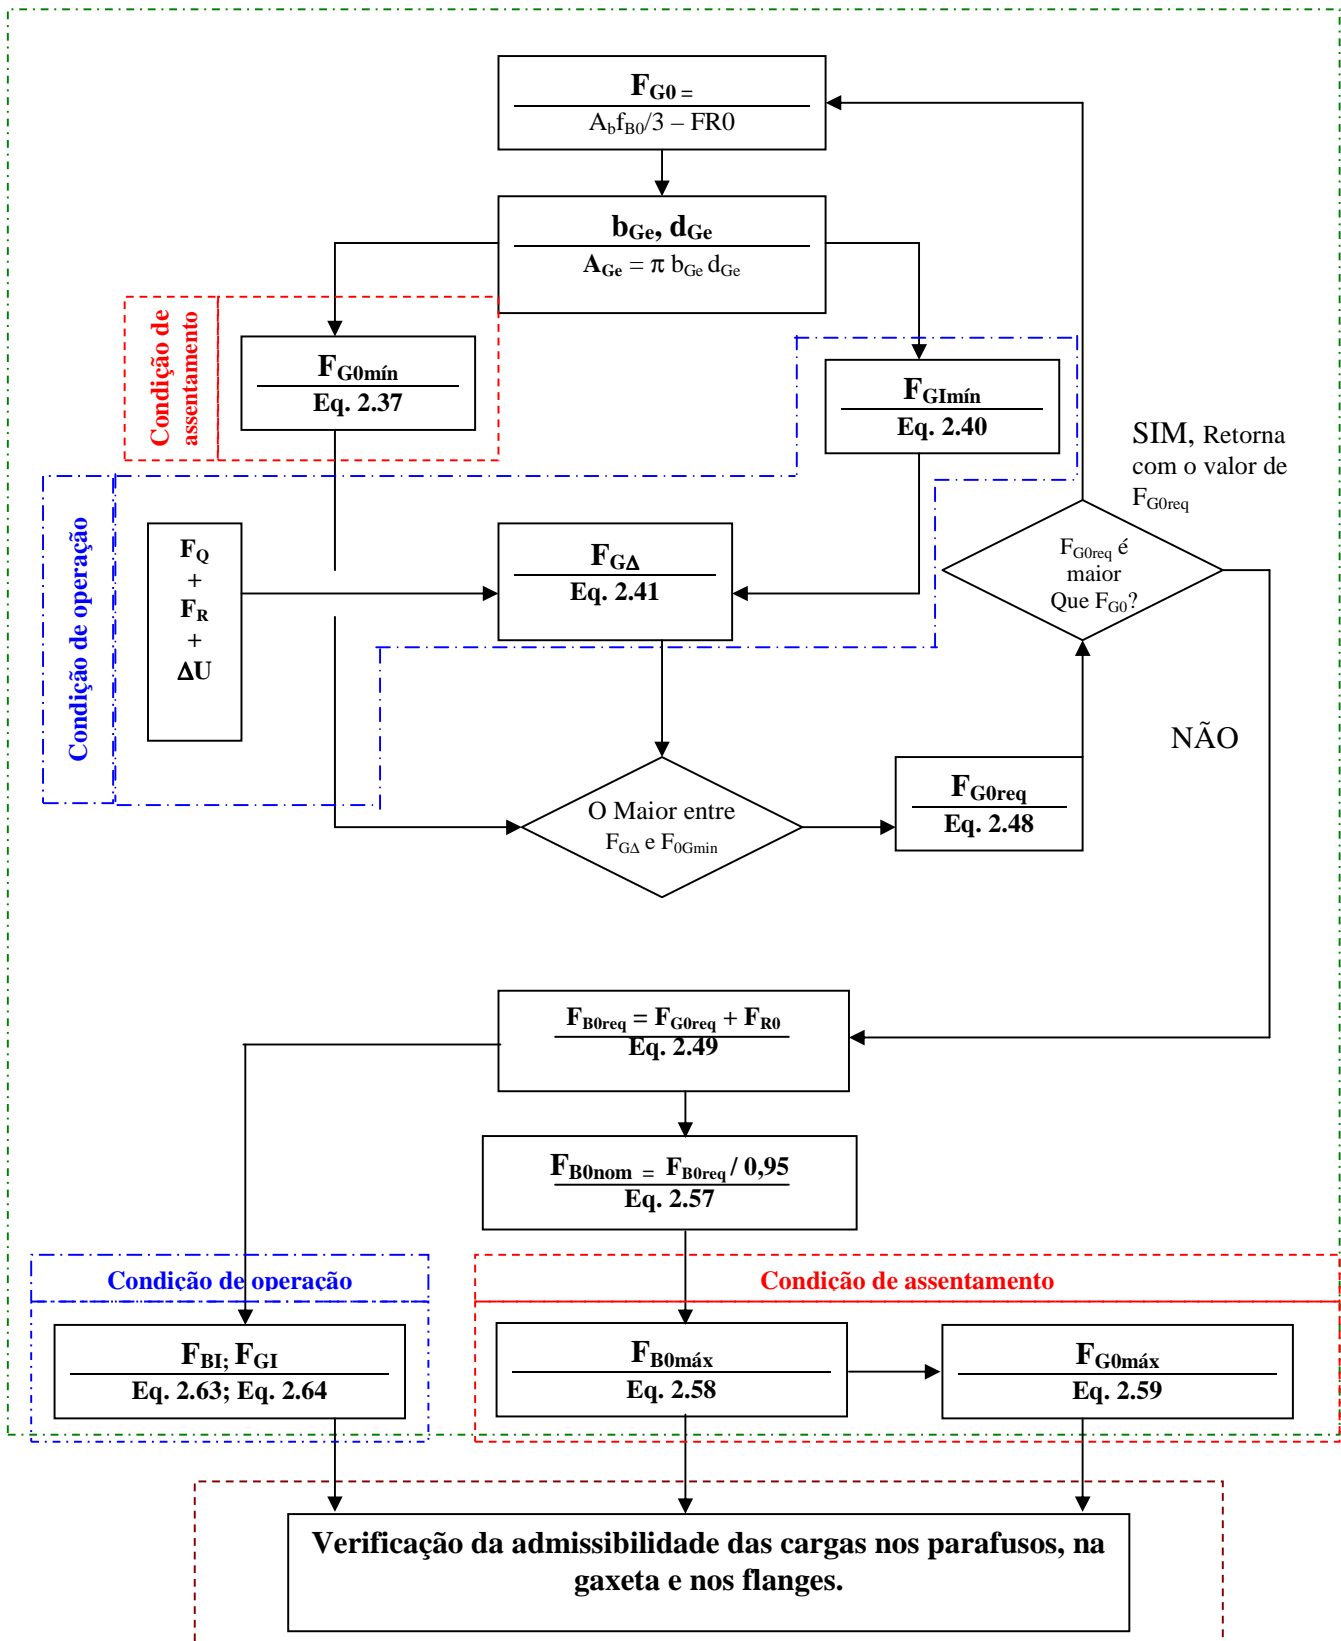 F_G0 =
A_b f_B0/3 – FR0
b_Ge, d_Ge
A_Ge = π b_Ge d_Ge
Condição de
assentamento
F_G0mín
Eq. 2.37
F_GImín
Eq. 2.40
SIM, Retorna
com o valor de
F_G0req
Condição de operação
F_Q
+
F_R
+
ΔU
F_GΔ
Eq. 2.41
F_G0req é
maior
Que F_G0?
NÃO
O Maior entre
F_GΔ e F_0Gmin
F_G0req
Eq. 2.48
F_B0req = F_G0req + F_R0
Eq. 2.49
F_B0nom = F_B0req / 0,95
Eq. 2.57
Condição de operação
Condição de assentamento
F_BI; F_GI
Eq. 2.63; Eq. 2.64
F_B0máx
Eq. 2.58
F_G0máx
Eq. 2.59
Verificação da admissibilidade das cargas nos parafusos, na
gaxeta e nos flanges.